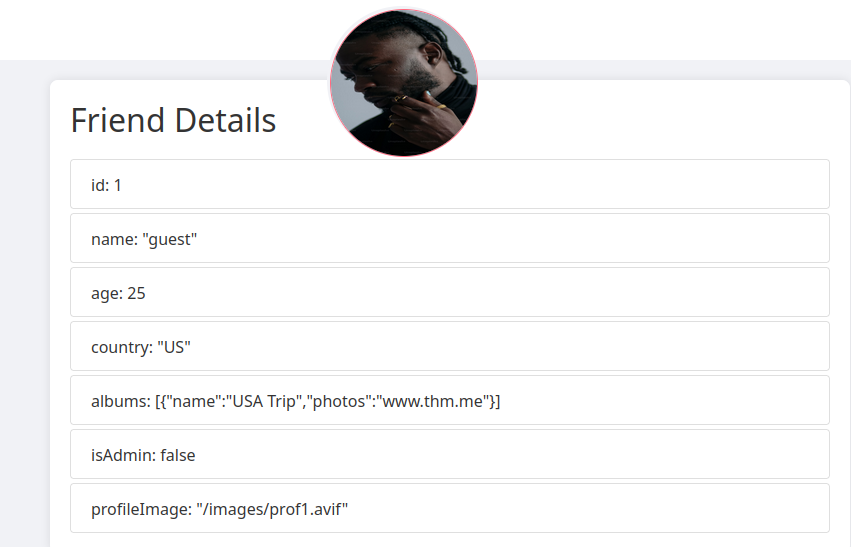 Friend Details
id: 1
name: "guest"
age: 25
country: "US"
albums: [{"name":"USA Trip","photos":"www.thm.me"}]
isAdmin: false
profileImage: "/images/prof1.avif"